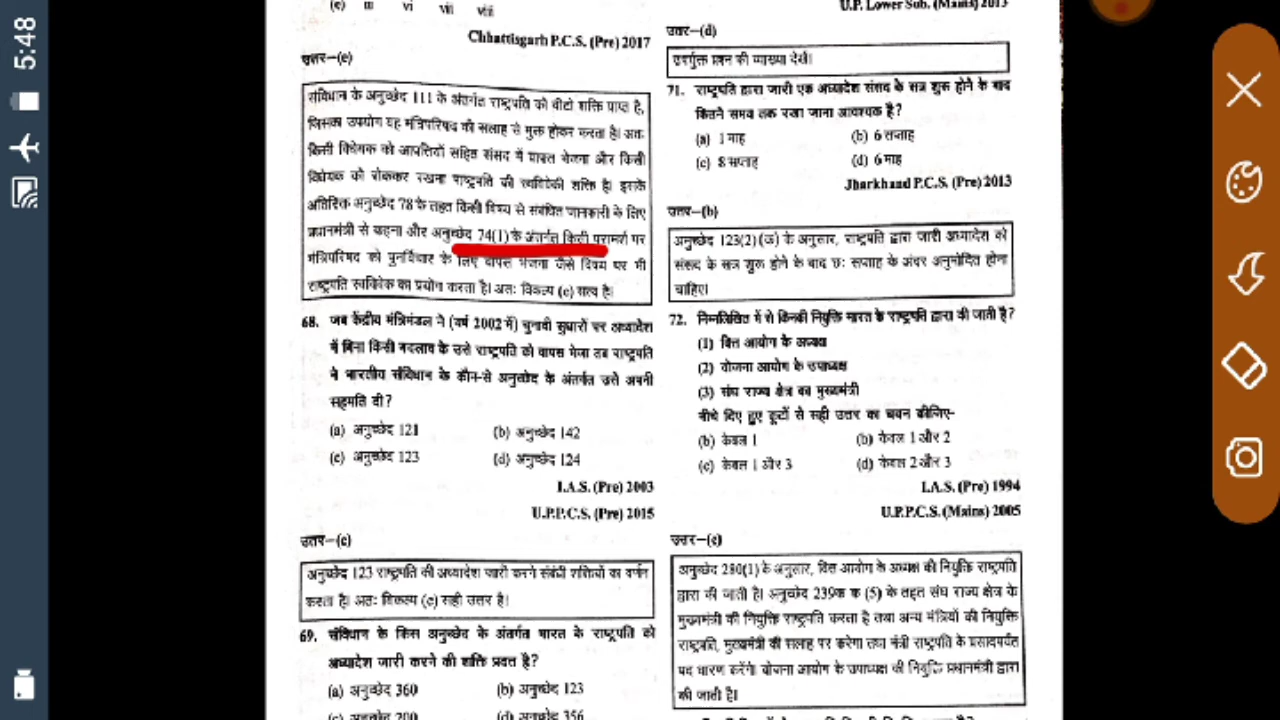 5:48
(e) iii vi vii viii
Chhattisgarh P.C.S. (Pre) 2017
उत्तर–(e)
संविधान के अनुच्छेद 111 के अंतर्गत राष्ट्रपति को वीटो शक्ति प्राप्त है,
जिसका उपयोग वह मंत्रिपरिषद की सलाह से मुक्त होकर करता है। अतः
किसी विधेयक को आपत्तियों सहित संसद में वापस भेजना और किसी
विधेयक को रोककर रखना राष्ट्रपति की स्वविवेकी शक्ति है। इसके
अतिरिक्त अनुच्छेद 78 के तहत किसी विषय से संबंधित जानकारी के लिए
प्रधानमंत्री से कहना और अनुच्छेद 74(1) के अंतर्गत किसी परामर्श पर
मंत्रिपरिषद को पुनर्विचार के लिए वापस भेजना जैसे विषय पर भी
राष्ट्रपति स्वविवेक का प्रयोग करता है। अतः विकल्प (e) सत्य है।
68. जब केंद्रीय मंत्रिमंडल ने (वर्ष 2002 में) चुनावी सुधारों पर अध्यादेश
में बिना किसी बदलाव के उसे राष्ट्रपति को वापस भेजा तब राष्ट्रपति
ने भारतीय संविधान के कौन-से अनुच्छेद के अंतर्गत उसे अपनी
सहमति दी?
(a) अनुच्छेद 121 (b) अनुच्छेद 142
(c) अनुच्छेद 123 (d) अनुच्छेद 124
I.A.S. (Pre) 2003
U.P.P.C.S. (Pre) 2015
उत्तर–(c)
अनुच्छेद 123 राष्ट्रपति की अध्यादेश जारी करने संबंधी शक्तियों का वर्णन
करता है। अतः विकल्प (c) सही उत्तर है।
69. संविधान के किस अनुच्छेद के अंतर्गत भारत के राष्ट्रपति को
अध्यादेश जारी करने की शक्ति प्रदत्त है?
(a) अनुच्छेद 360 (b) अनुच्छेद 123
(c) अनुच्छेद 200 (d) अनुच्छेद 356
U.P. Lower Sub. (Mains) 2013
उत्तर–(d)
उपर्युक्त प्रश्न की व्याख्या देखें।
71. राष्ट्रपति द्वारा जारी एक अध्यादेश संसद के सत्र शुरू होने के बाद
कितने समय तक रखा जाना आवश्यक है?
(a) 1 माह (b) 6 सप्ताह
(c) 8 सप्ताह (d) 6 माह
Jharkhand P.C.S. (Pre) 2013
उत्तर–(b)
अनुच्छेद 123(2) (क) के अनुसार, राष्ट्रपति द्वारा जारी अध्यादेश को
संसद के सत्र शुरू होने के बाद छः सप्ताह के अंदर अनुमोदित होना
चाहिए।
72. निम्नलिखित में से किनकी नियुक्ति भारत के राष्ट्रपति द्वारा की जाती है?
(1) वित्त आयोग के अध्यक्ष
(2) योजना आयोग के उपाध्यक्ष
(3) संघ राज्य क्षेत्र का मुख्यमंत्री
नीचे दिए हुए कूटों से सही उत्तर का चयन कीजिए–
(b) केवल 1 (b) केवल 1 और 2
(c) केवल 1 और 3 (d) केवल 2 और 3
I.A.S. (Pre) 1994
U.P.P.C.S. (Mains) 2005
उत्तर–(c)
अनुच्छेद 280(1) के अनुसार, वित्त आयोग के अध्यक्ष की नियुक्ति राष्ट्रपति
द्वारा की जाती है। अनुच्छेद 239क क (5) के तहत संघ राज्य क्षेत्र के
मुख्यमंत्री की नियुक्ति राष्ट्रपति करता है तथा अन्य मंत्रियों की नियुक्ति
राष्ट्रपति, मुख्यमंत्री की सलाह पर करेगा तथा मंत्री राष्ट्रपति के प्रसादपर्यंत
पद धारण करेंगे। योजना आयोग के उपाध्यक्ष की नियुक्ति प्रधानमंत्री द्वारा
की जाती है।